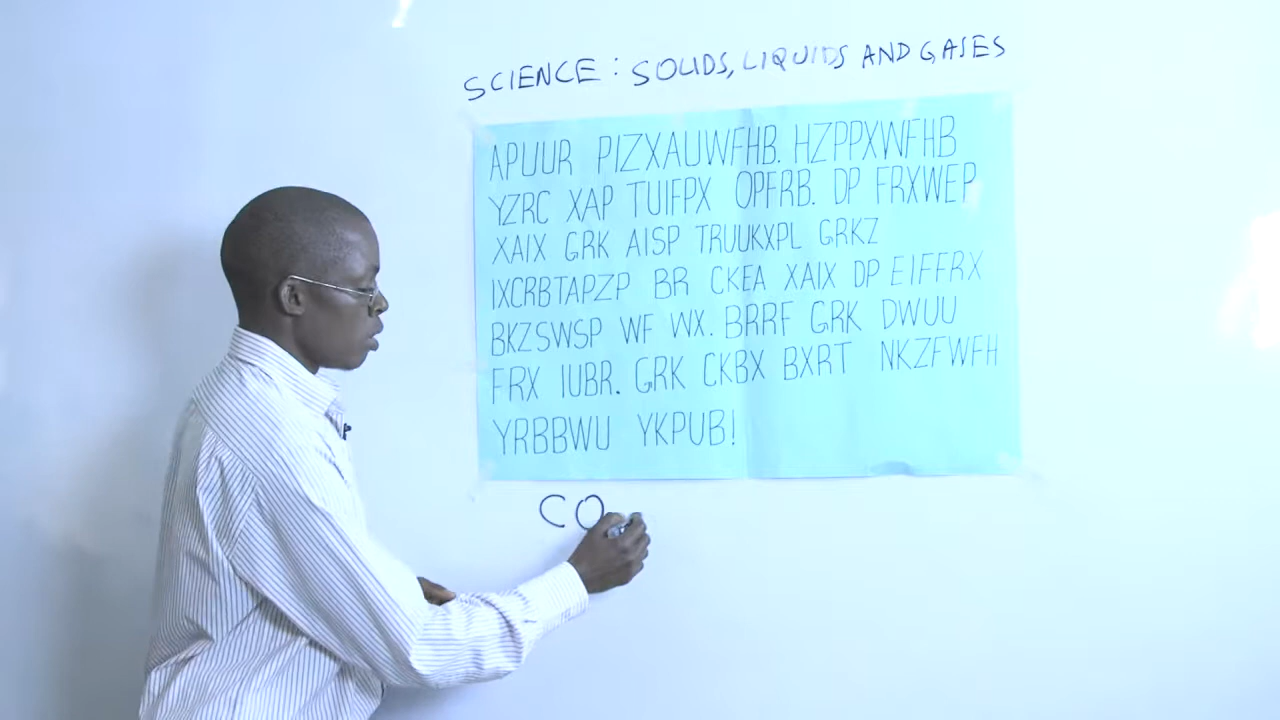 SCIENCE : SOLIDS, LIQUIDS AND GASES
APUUR PIZXAUWFHB. HZPPXWFHB
YZRC XAP TUIFPX OPFRB. DP FRXWEP
XAIX GRK AISP TRUUKXPL GRKZ
IXCRBTAPZP BR CKEA XAIX DP EIFFRX
BKZSWSP WF WX. BRRF GRK DWUU
FRX IUBR. GRK CKBX BXRT NKZFWFH
YRBBWU YKPUB!
CO